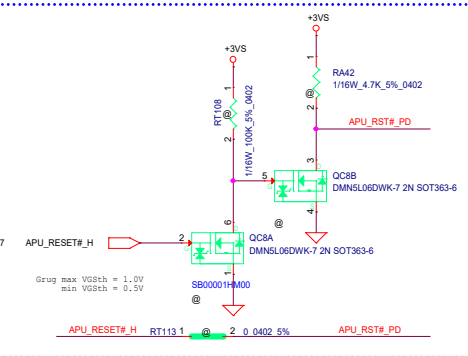 +3VS
+3VS
1
RT108
@
2
1/16W_100K_5%_0402
1
RA42
1/16W_4.7K_5%_0402
@
2
APU_RST#_PD
3
5
QC8B
DMN5L06DWK-7 2N SOT363-6
4
@
6
7 APU_RESET#_H
2
QC8A
DMN5L06DWK-7 2N SOT363-6
1
Grug max VGSth = 1.0V
min VGSth = 0.5V
SB00001HM00
@
APU_RESET#_H RT113 1 @ 2 0_0402_5% APU_RST#_PD